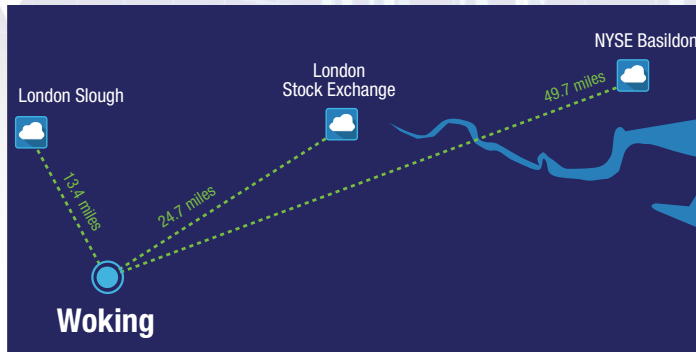 NYSE Basildon
London
Stock Exchange
London Slough
49.7 miles
24.7 miles
13.4 miles
Woking